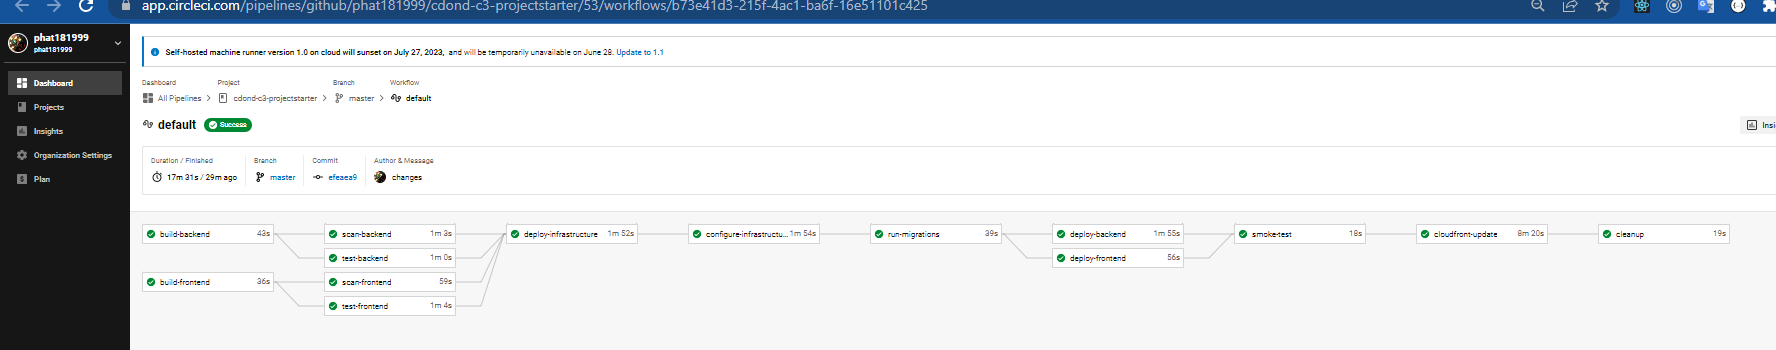 app.circleci.com/pipelines/github/phat181999/cdond-c3-projectstarter/53/workflows/b73e41d3-215f-4ac1-ba6f-16e51101c425
phat181999
phat181999
Dashboard
Projects
Insights
Organization Settings
Plan
Self-hosted machine runner version 1.0 on cloud will sunset on July 27, 2023, and will be temporarily unavailable on June 28. Update to 1.1
Dashboard Project Branch Workflow
All Pipelines cdond-c3-projectstarter master default
default Success
Insi
Duration / Finished Branch Commit Author & Message
17m 31s / 29m ago master efeaea9 changes
build-backend 43s scan-backend 1m 3s deploy-infrastructure 1m 52s configure-infrastructu... 1m 54s run-migrations 39s deploy-backend 1m 55s smoke-test 18s cloudfront-update 8m 20s cleanup 19s
test-backend 1m 0s deploy-frontend 56s
build-frontend 36s scan-frontend 59s
test-frontend 1m 4s